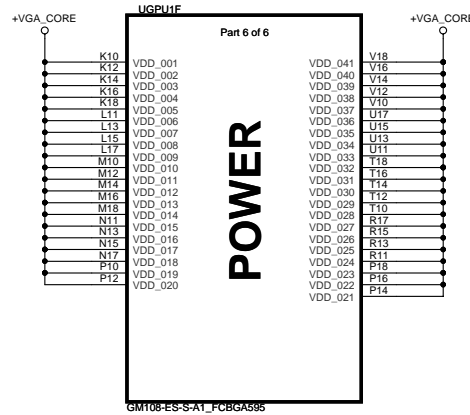 UGPU1F
+VGA_CORE
+VGA_CORE
Part 6 of 6
K10 VDD_001
K12 VDD_002
K14 VDD_003
K16 VDD_004
K18 VDD_005
L11 VDD_006
L13 VDD_007
L15 VDD_008
L17 VDD_009
M10 VDD_010
M12 VDD_011
M14 VDD_012
M16 VDD_013
M18 VDD_014
N11 VDD_015
N13 VDD_016
N15 VDD_017
N17 VDD_018
P10 VDD_019
P12 VDD_020
POWER
VDD_041 V18
VDD_040 V16
VDD_039 V14
VDD_038 V12
VDD_037 V10
VDD_036 U17
VDD_035 U15
VDD_034 U13
VDD_033 U11
VDD_032 T18
VDD_031 T16
VDD_030 T14
VDD_029 T12
VDD_028 T10
VDD_027 R17
VDD_026 R15
VDD_025 R13
VDD_024 R11
VDD_023 P18
VDD_022 P16
VDD_021 P14
GM108-ES-S-A1_FCBGA595